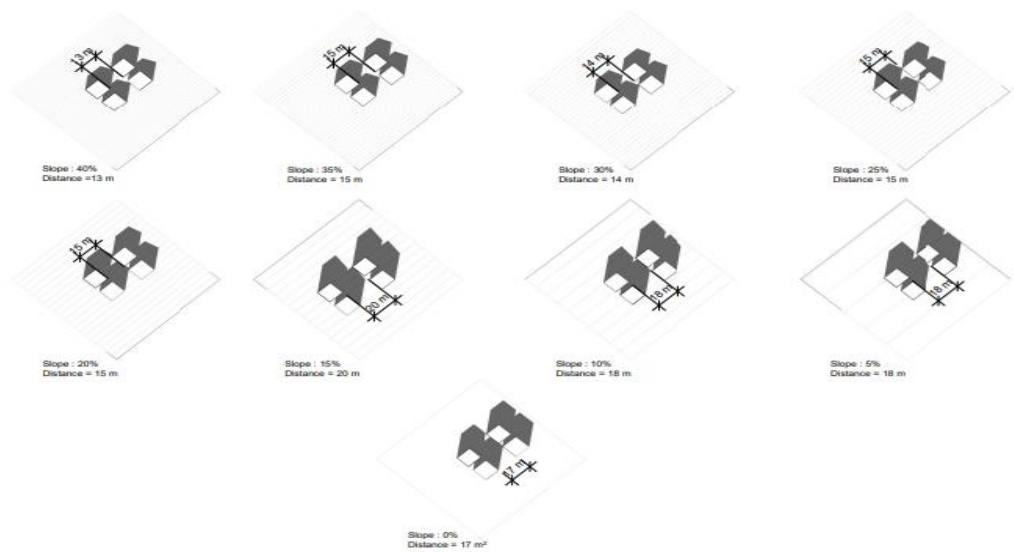 13 m
15 m
14 m
15 m
Slope : 40%
Distance =13 m
Slope : 35%
Distance = 15 m
Slope : 30%
Distance = 14 m
Slope : 25%
Distance = 15 m
15 m
20 m
18 m
18 m
Slope : 20%
Distance = 15 m
Slope : 15%
Distance = 20 m
Slope : 10%
Distance = 18 m
Slope : 5%
Distance = 18 m
17 m
Slope : 0%
Distance = 17 m²